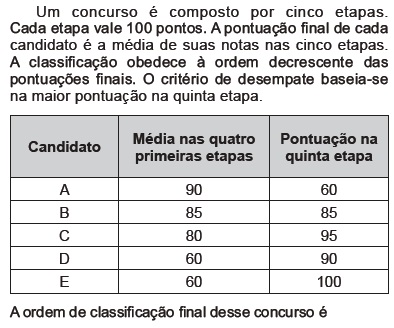 Um concurso é composto por cinco etapas.
Cada etapa vale 100 pontos. A pontuação final de cada
candidato é a média de suas notas nas cinco etapas.
A classificação obedece à ordem decrescente das
pontuações finais. O critério de desempate baseia-se
na maior pontuação na quinta etapa.
Candidato Média nas quatro primeiras etapas Pontuação na quinta etapa
A 90 60
B 85 85
C 80 95
D 60 90
E 60 100
A ordem de classificação final desse concurso é